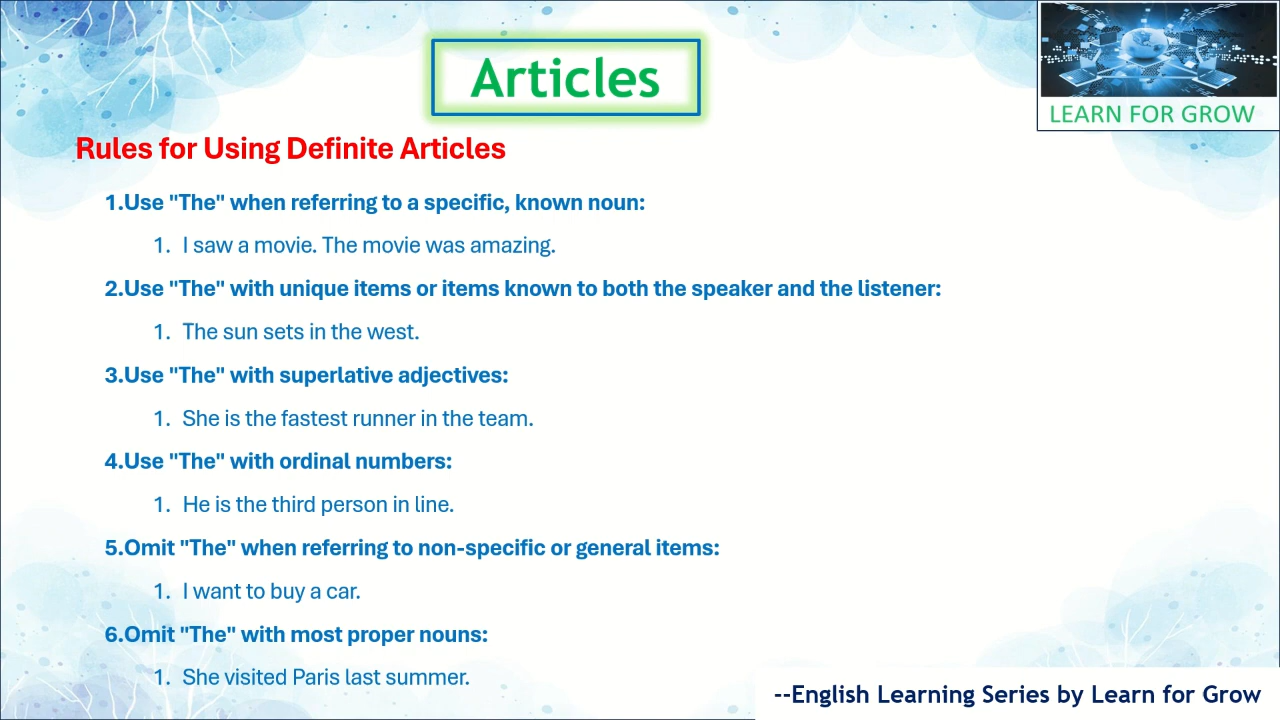 Articles
LEARN FOR GROW
Rules for Using Definite Articles
1.Use "The" when referring to a specific, known noun:
1. I saw a movie. The movie was amazing.
2.Use "The" with unique items or items known to both the speaker and the listener:
1. The sun sets in the west.
3.Use "The" with superlative adjectives:
1. She is the fastest runner in the team.
4.Use "The" with ordinal numbers:
1. He is the third person in line.
5.Omit "The" when referring to non-specific or general items:
1. I want to buy a car.
6.Omit "The" with most proper nouns:
1. She visited Paris last summer.
--English Learning Series by Learn for Grow